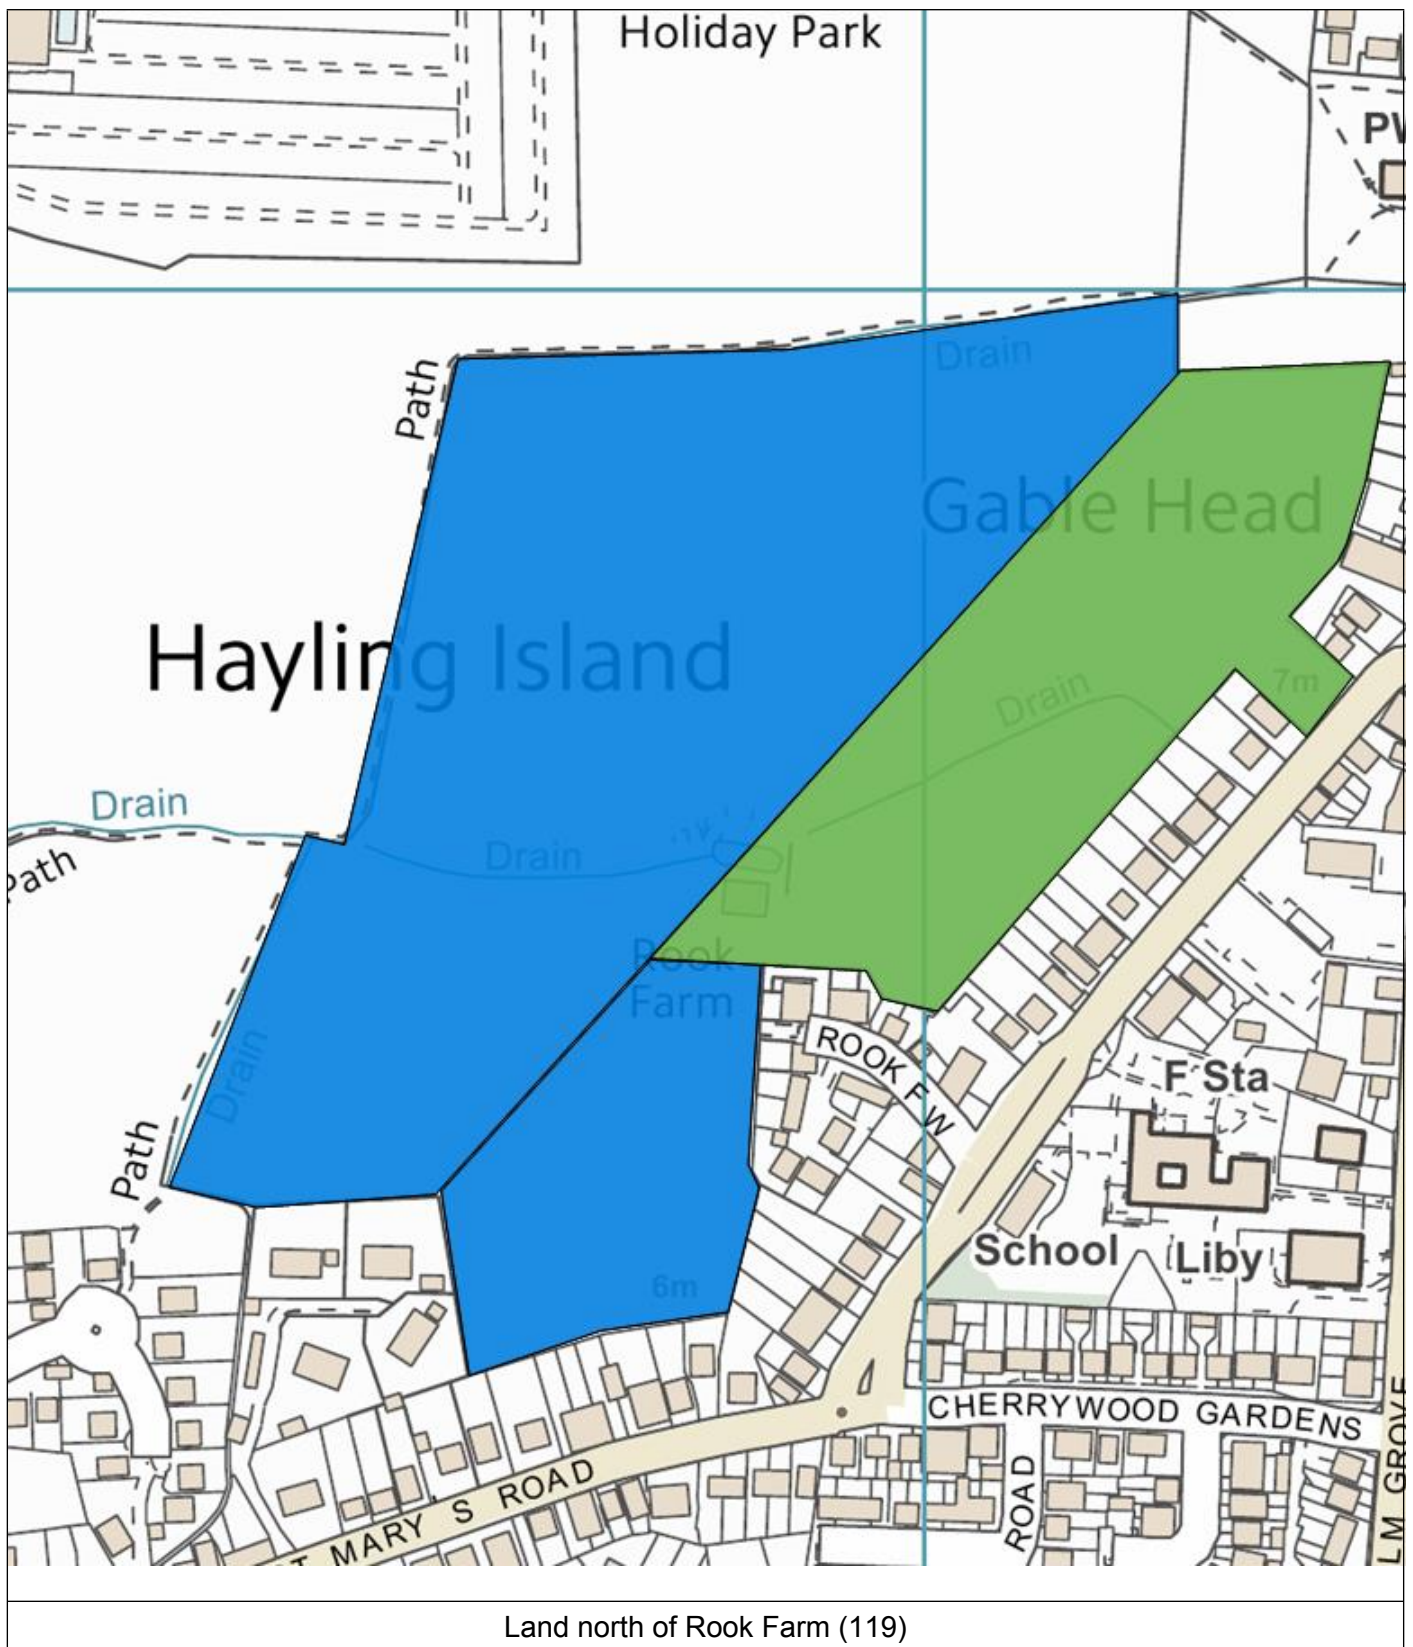 Holiday Park
PW
Path
Drain
Gable Head
Hayling Island
7m
Drain
Drain
Path
Drain
Rook
Farm
Drain
ROOK F W
F Sta
Path
School
Liby
6m
CHERRYWOOD GARDENS
ROAD
LM GROVE
T MARY S ROAD
Land north of Rook Farm (119)